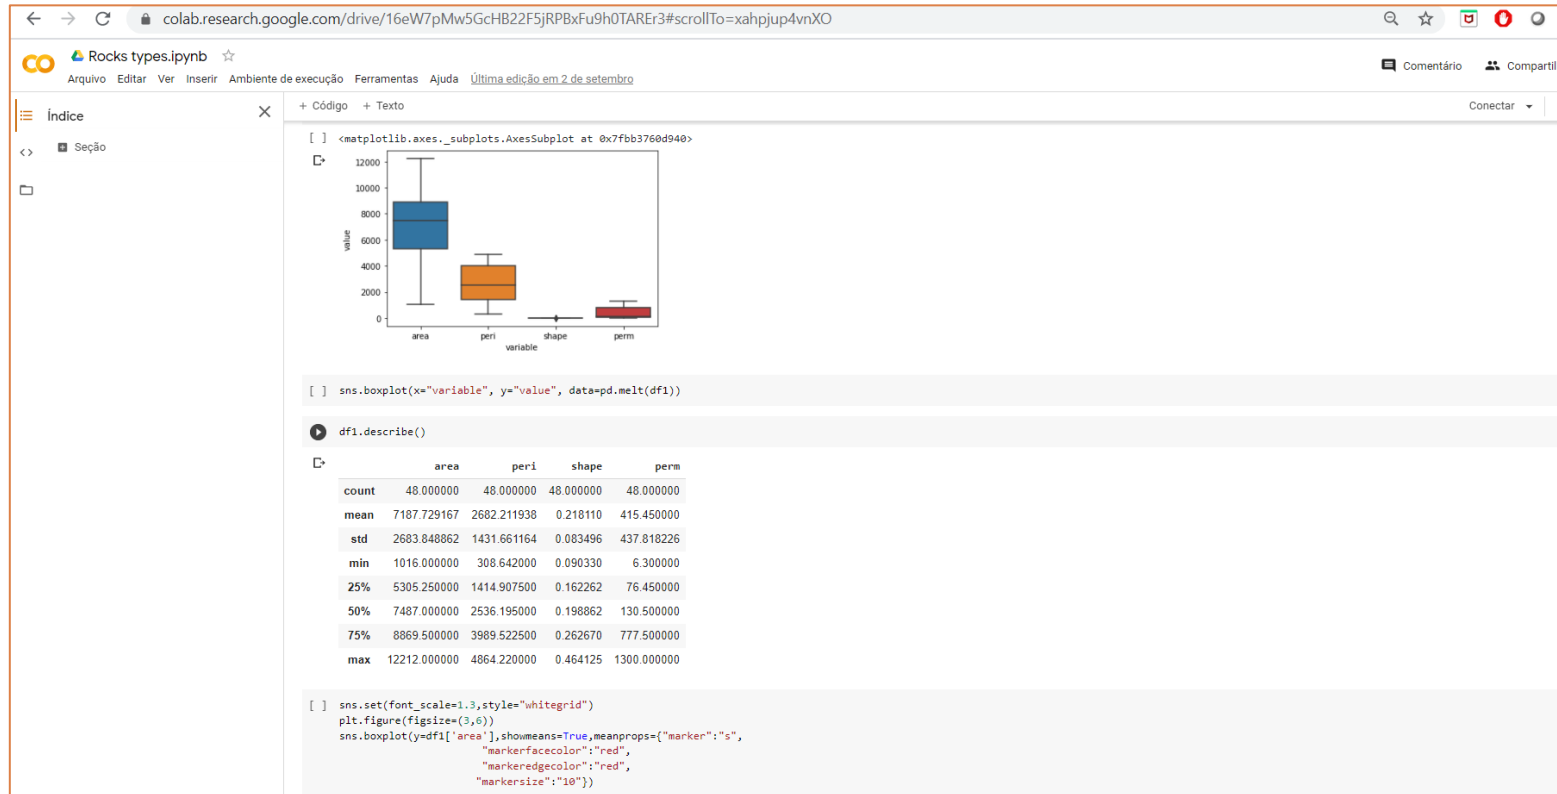 colab.research.google.com/drive/16eW7pMw5GcHB22F5jRPBxFu9h0TAREr3#scrollTo=xahpjup4vnXO
Rocks types.ipynb
Arquivo Editar Ver Inserir Ambiente de execução Ferramentas Ajuda Última edição em 2 de setembro
Comentário Compartil
Índice
+ Código + Texto
Conectar
Seção
[ ] <matplotlib.axes._subplots.AxesSubplot at 0x7fbb3760d940>
12000
10000
8000
6000
4000
2000
0
value
area peri shape perm
variable
[ ] sns.boxplot(x="variable", y="value", data=pd.melt(df1))
df1.describe()
area peri shape perm
count 48.000000 48.000000 48.000000 48.000000
mean 7187.729167 2682.211938 0.218110 415.450000
std 2683.848862 1431.661164 0.083496 437.818226
min 1016.000000 308.642000 0.090330 6.300000
25% 5305.250000 1414.907500 0.162262 76.450000
50% 7487.000000 2536.195000 0.198862 130.500000
75% 8869.500000 3989.522500 0.262670 777.500000
max 12212.000000 4864.220000 0.464125 1300.000000
[ ] sns.set(font_scale=1.3,style="whitegrid")
plt.figure(figsize=(3,6))
sns.boxplot(y=df1['area'],showmeans=True,meanprops={"marker":"s",
"markerfacecolor":"red",
"markeredgecolor":"red",
"markersize":"10"})